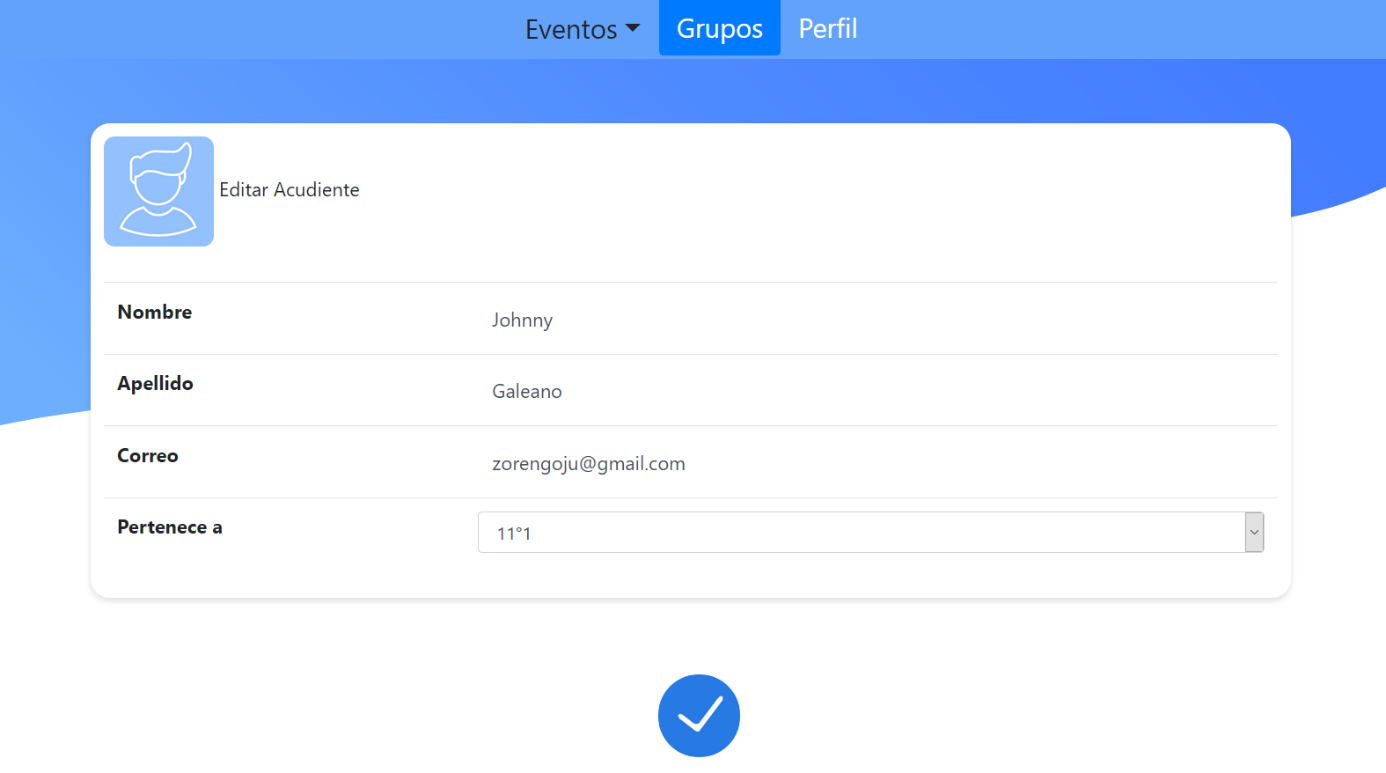 Eventos Grupos Perfil
Editar Acudiente
Nombre Johnny
Apellido Galeano
Correo zorengoju@gmail.com
Pertenece a 11°1